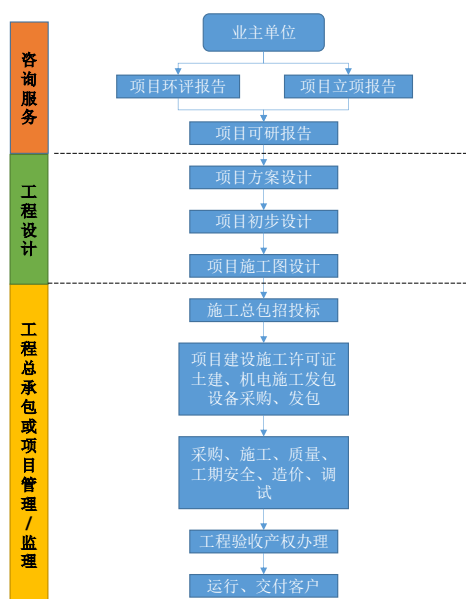 业主单位
咨询服务
项目环评报告
项目立项报告
项目可研报告
工程设计
项目方案设计
项目初步设计
项目施工图设计
工程总承包或项目管理/监理
施工总包招投标
项目建设施工许可证
土建、机电施工发包
设备采购、发包
采购、施工、质量、
工期安全、造价、调
试
工程验收产权办理
运行、交付客户